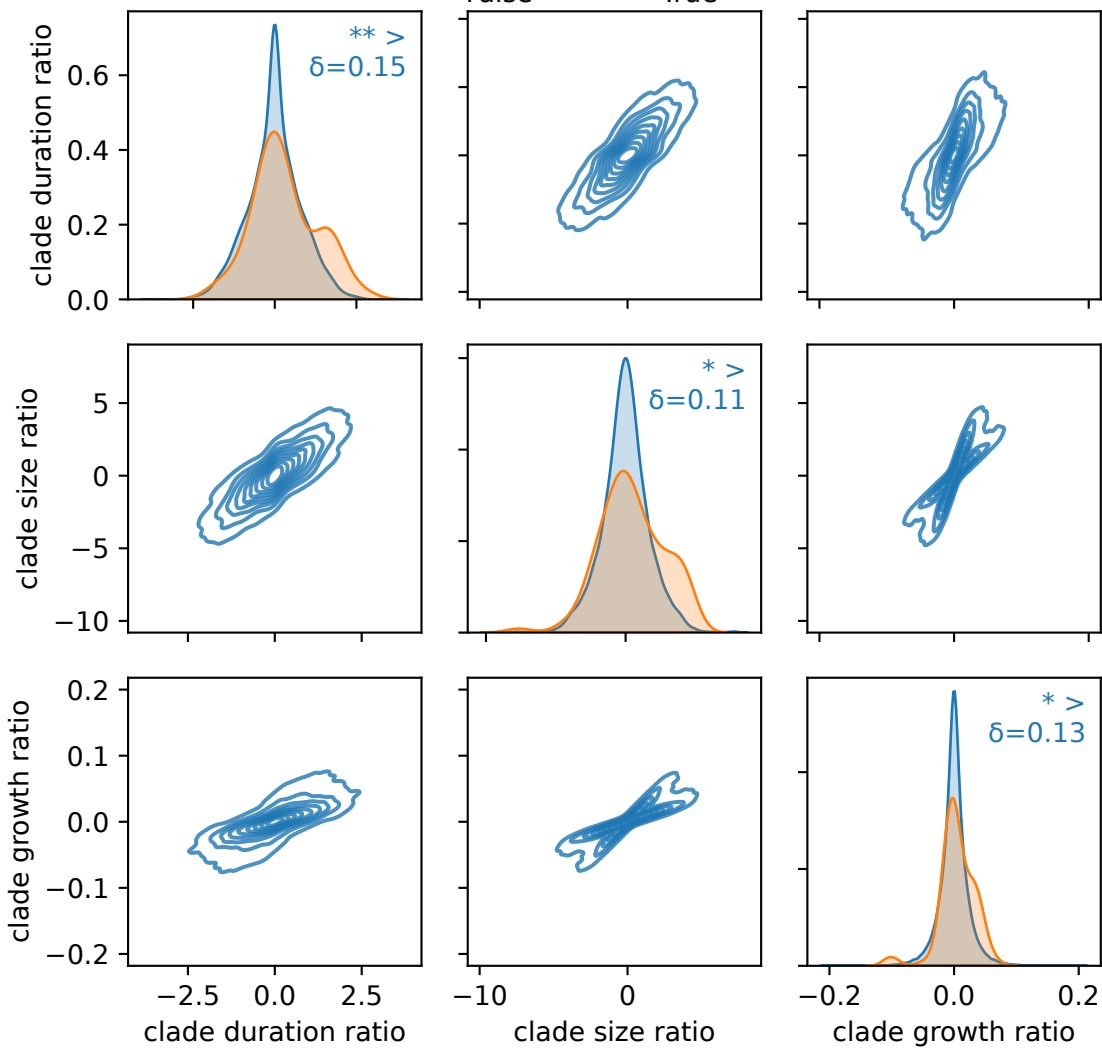 False True
clade duration ratio
0.6
0.4
0.2
0.0
** >
δ=0.15
clade size ratio
5
0
−5
−10
* >
δ=0.11
clade growth ratio
0.2
0.1
0.0
−0.1
−0.2
* >
δ=0.13
−2.5 0.0 2.5 −10 0 −0.2 0.0 0.2
clade duration ratio clade size ratio clade growth ratio